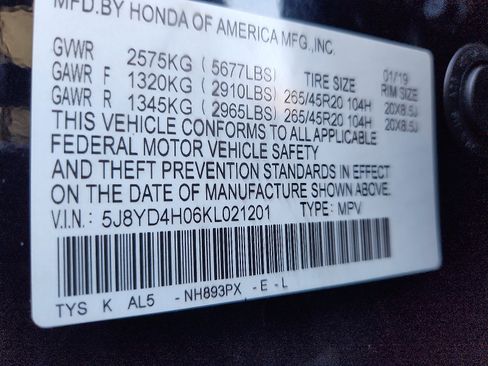 MFD.BY HONDA OF AMERICA MFG.,INC.
GVWR 2575KG (5677LBS) TIRE SIZE 01/19 RIM SIZE
GAWR F 1320KG (2910LBS) 265/45R20 104H 20X8.5J
GAWR R 1345KG (2965LBS) 265/45R20 104H 20X8.5J
THIS VEHICLE CONFORMS TO ALL APPLICABLE
FEDERAL MOTOR VEHICLE SAFETY
AND THEFT PREVENTION STANDARDS IN EFFECT
ON THE DATE OF MANUFACTURE SHOWN ABOVE.
V.I.N.: 5J8YD4H06KL021201 TYPE: MPV
TYS K AL5 -NH893PX -E -L